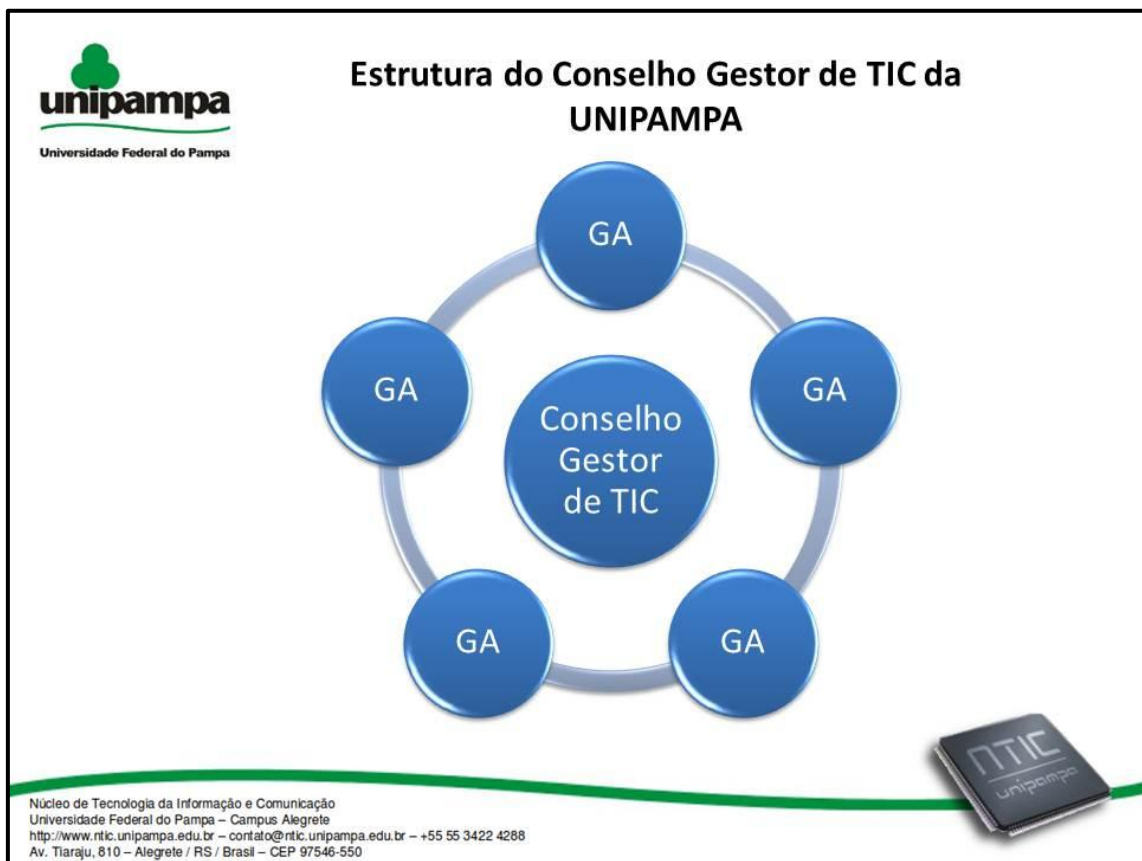 unipampa
Universidade Federal do Pampa
Estrutura do Conselho Gestor de TIC da
UNIPAMPA
GA
GA
GA
Conselho
Gestor
de TIC
GA
GA
NTIC
unipampa
Núcleo de Tecnologia da Informação e Comunicação
Universidade Federal do Pampa – Campus Alegrete
http://www.ntic.unipampa.edu.br – contato@ntic.unipampa.edu.br – +55 55 3422 4288
Av. Tiaraju, 810 – Alegrete / RS / Brasil – CEP 97546-550